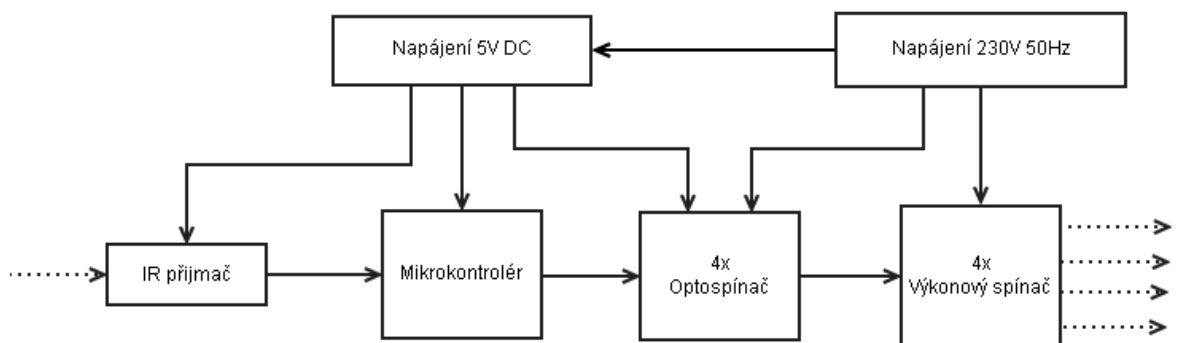 Napájení 5V DC
Napájení 230V 50Hz
IR přijmač
Mikrokontrolér
4x
Optospínač
4x
Výkonový spínač